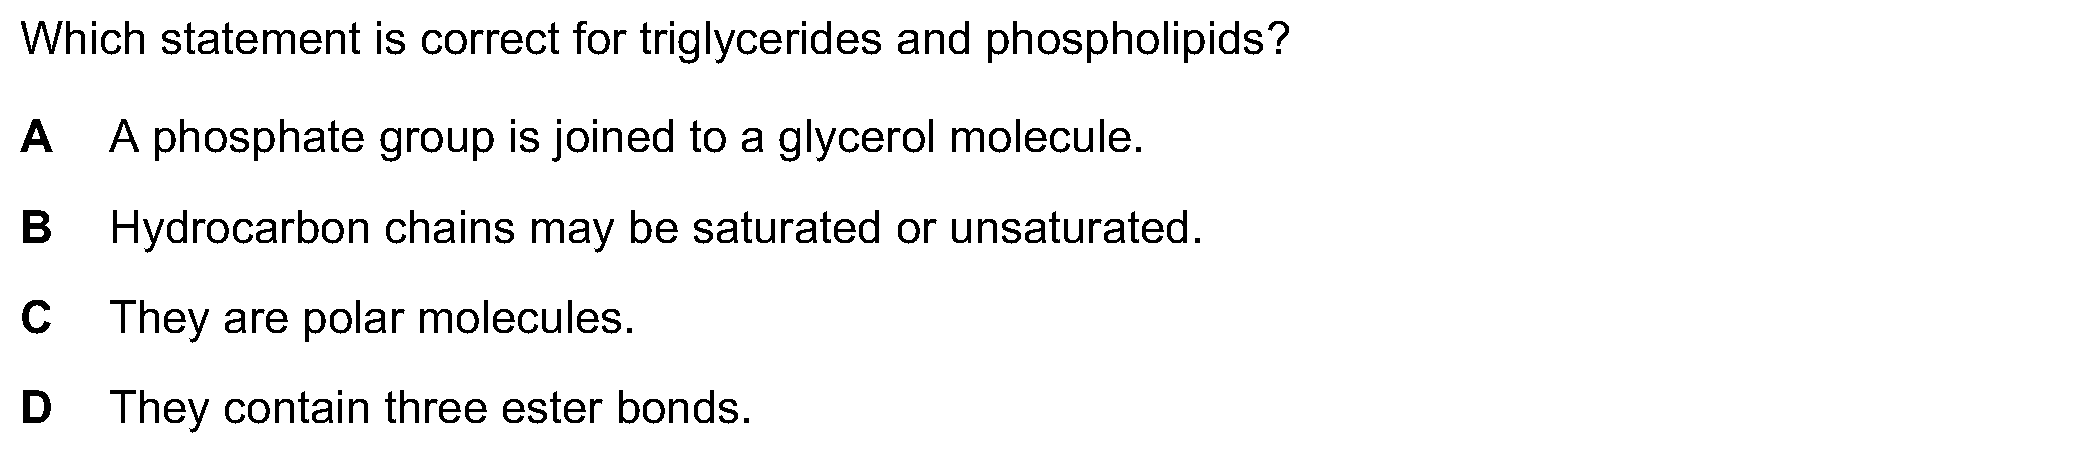 Which statement is correct for triglycerides and phospholipids?
A A phosphate group is joined to a glycerol molecule.
B Hydrocarbon chains may be saturated or unsaturated.
C They are polar molecules.
D They contain three ester bonds.